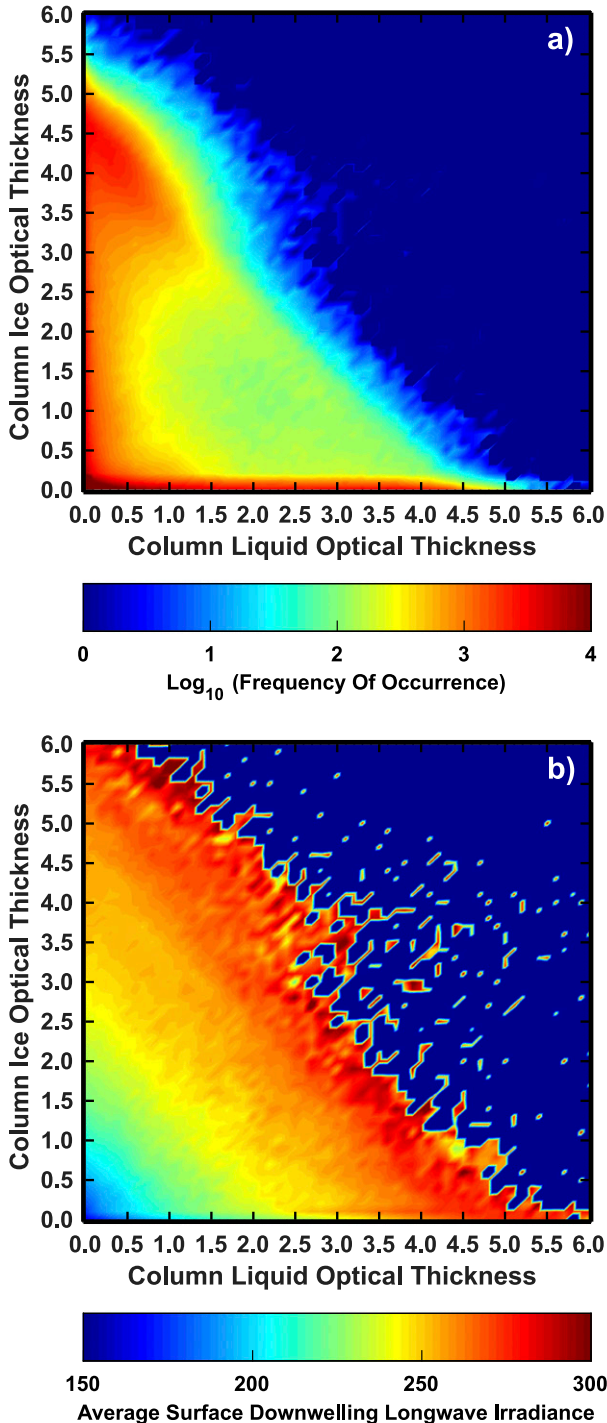 a)
Column Ice Optical Thickness
6.0
5.5
5.0
4.5
4.0
3.5
3.0
2.5
2.0
1.5
1.0
0.5
0.0
0.0 0.5 1.0 1.5 2.0 2.5 3.0 3.5 4.0 4.5 5.0 5.5 6.0
Column Liquid Optical Thickness
0 1 2 3 4
Log10 (Frequency Of Occurrence)
b)
Column Ice Optical Thickness
6.0
5.5
5.0
4.5
4.0
3.5
3.0
2.5
2.0
1.5
1.0
0.5
0.0
0.0 0.5 1.0 1.5 2.0 2.5 3.0 3.5 4.0 4.5 5.0 5.5 6.0
Column Liquid Optical Thickness
150 200 250 300
Average Surface Downwelling Longwave Irradiance